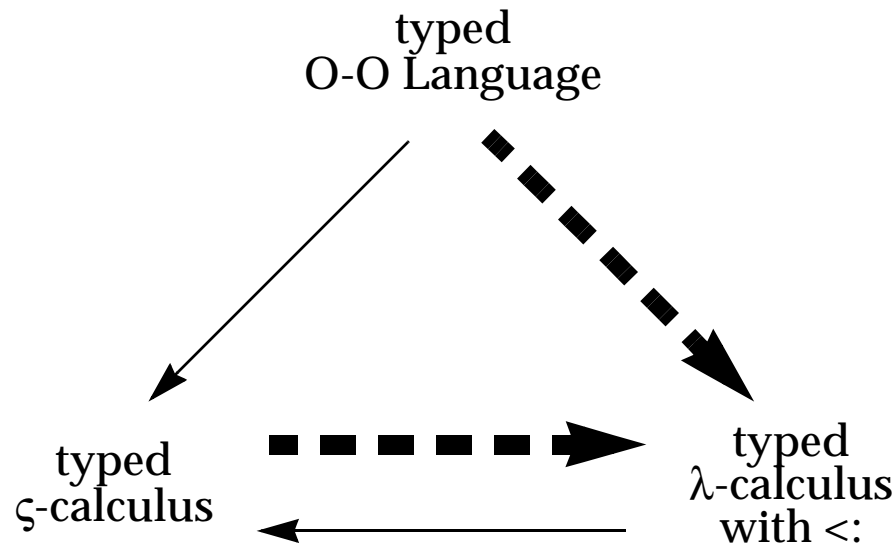 typed
O-O Language
typed
ς-calculus
typed
λ-calculus
with <: